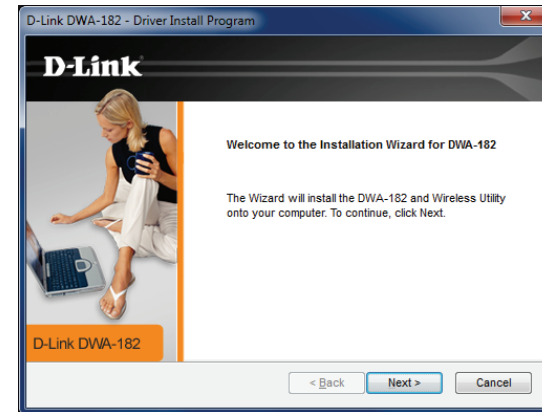 D-Link DWA-182 - Driver Install Program
D-Link
Welcome to the Installation Wizard for DWA-182
The Wizard will install the DWA-182 and Wireless Utility
onto your computer. To continue, click Next.
D-Link DWA-182
< Back Next > Cancel